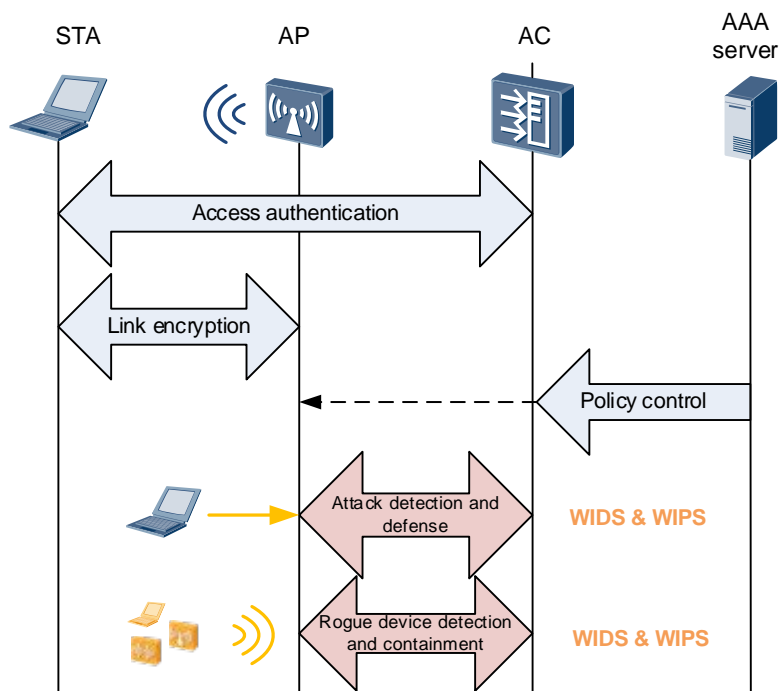 STA
AP
AC
AAA
server
Access authentication
Link encryption
Policy control
Attack detection and
defense
WIDS & WIPS
Rogue device detection
and containment
WIDS & WIPS